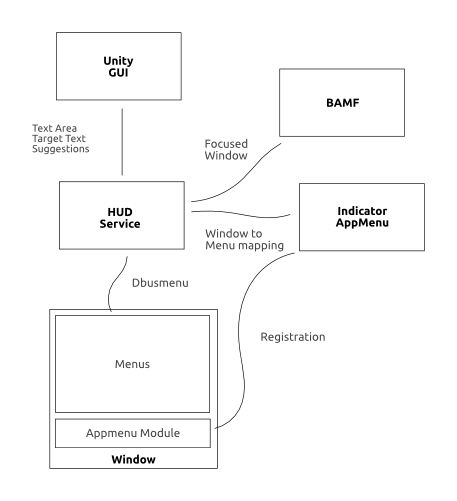 Unity
GUI
BAMF
Text Area
Target Text
Suggestions
Focused
Window
HUD
Service
Indicator
AppMenu
Window to
Menu mapping
Dbusmenu
Registration
Menus
Appmenu Module
Window